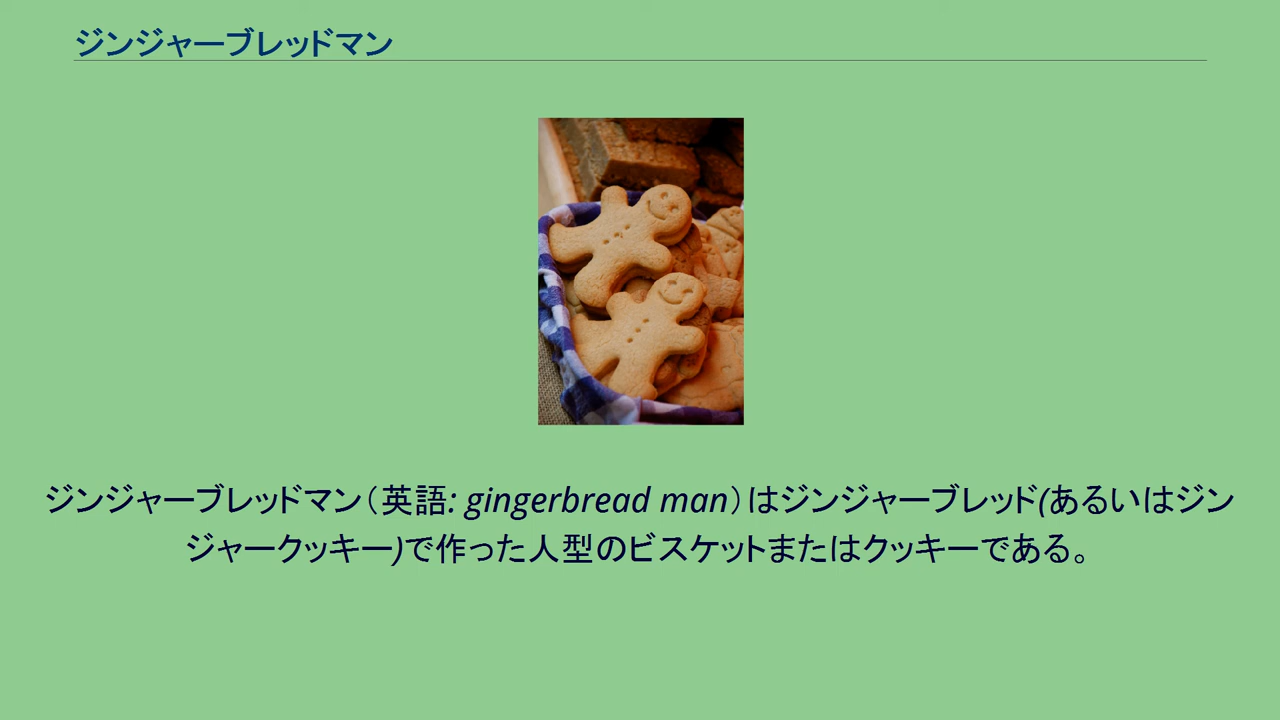 ジンジャーブレッドマン
ジンジャーブレッドマン（英語: gingerbread man）はジンジャーブレッド(あるいはジン
ジャークッキー)で作った人型のビスケットまたはクッキーである。